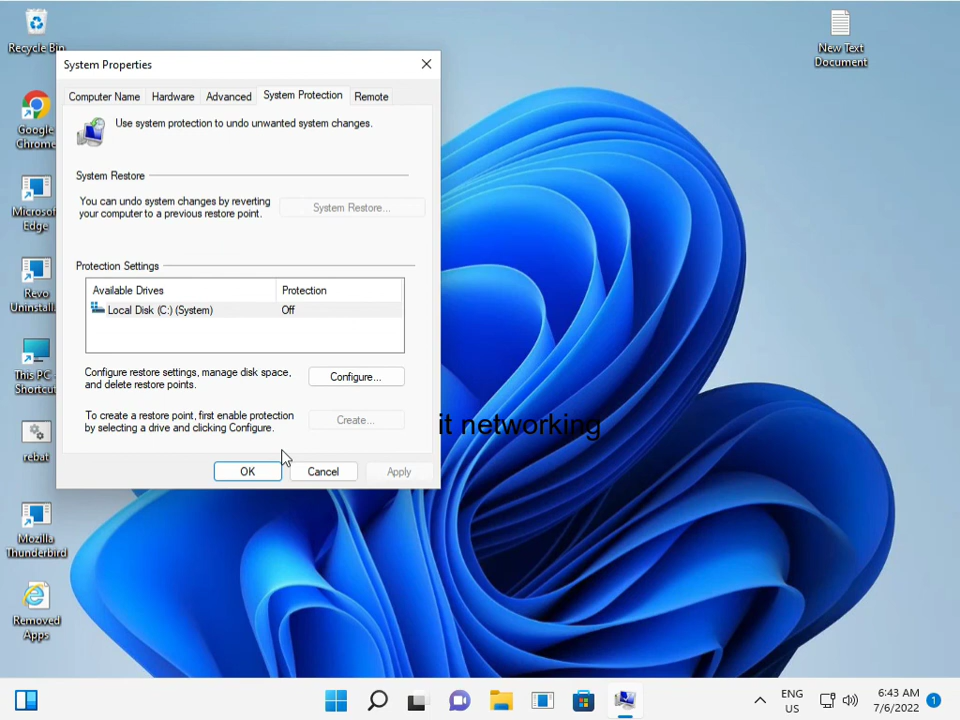 Recycle Bin
New Text
Document
System Properties
Computer Name
Hardware
Advanced
System Protection
Remote
Use system protection to undo unwanted system changes.
Google
Chrome
System Restore
You can undo system changes by reverting
your computer to a previous restore point.
System Restore...
Microsof
Edge
Protection Settings
Available Drives
Protection
Local Disk (C:) (System)
Off
Revo
Uninstall
Configure restore settings, manage disk space,
and delete restore points.
Configure...
This PC
Shortcu
To create a restore point, first enable protection
by selecting a drive and clicking Configure.
Create...
it networking
rebat
OK
Cancel
Apply
Mozilla
Thunderbird
Removed
Apps
ENG
US
6:43 AM
7/6/2022
1